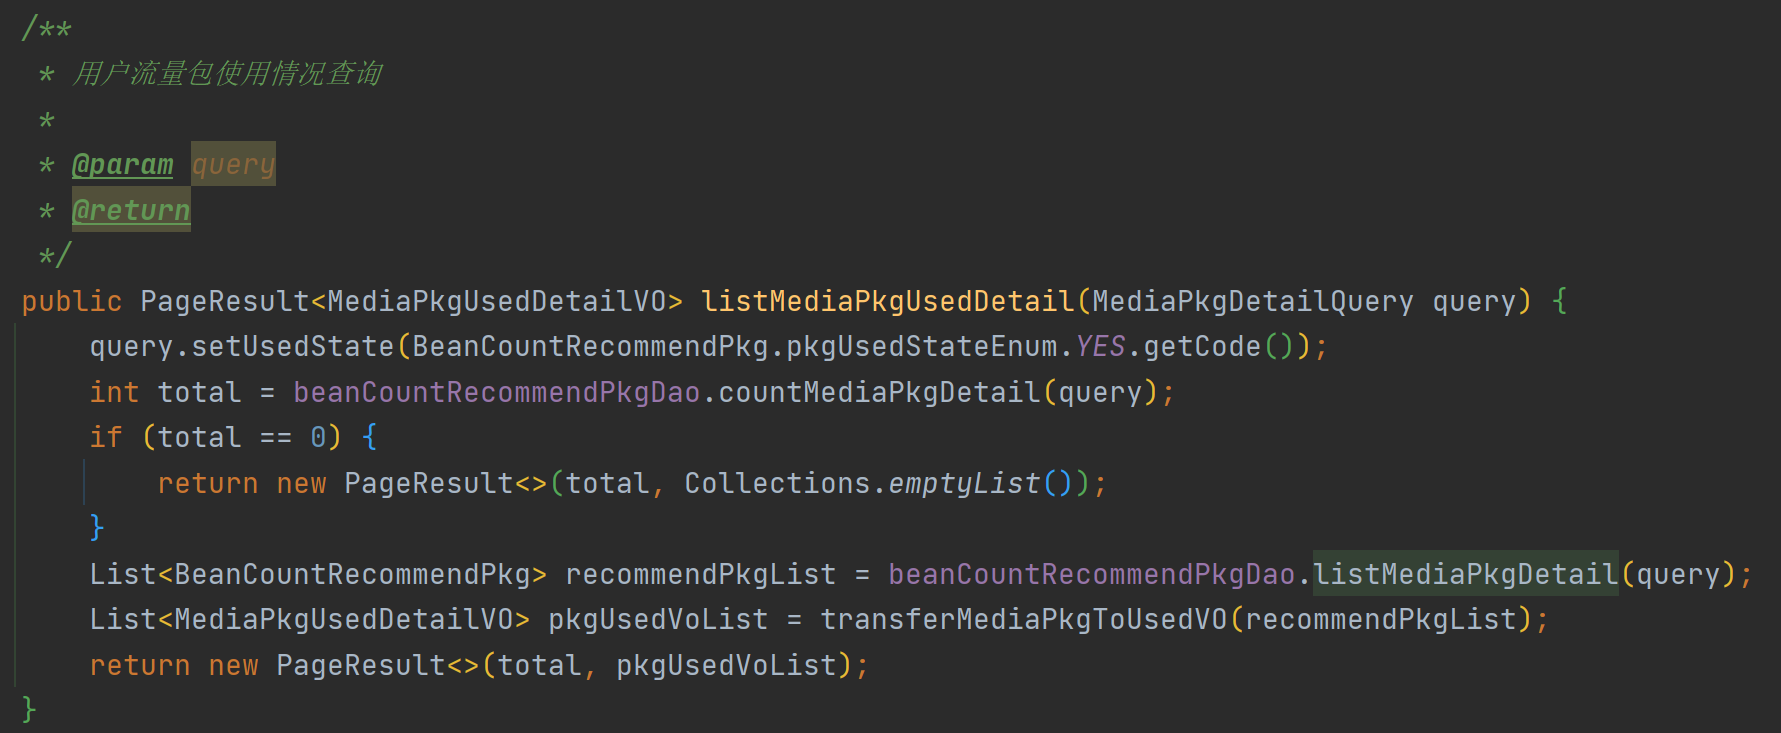 /**
 * 用户流量包使用情况查询
 *
 * @param query
 * @return
 */
public PageResult<MediaPkgUsedDetailVO> listMediaPkgUsedDetail(MediaPkgDetailQuery query) {
    query.setUsedState(BeanCountRecommendPkg.pkgUsedStateEnum.YES.getCode());
    int total = beanCountRecommendPkgDao.countMediaPkgDetail(query);
    if (total == 0) {
        return new PageResult<>(total, Collections.emptyList());
    }
    List<BeanCountRecommendPkg> recommendPkgList = beanCountRecommendPkgDao.listMediaPkgDetail(query);
    List<MediaPkgUsedDetailVO> pkgUsedVoList = transferMediaPkgToUsedVO(recommendPkgList);
    return new PageResult<>(total, pkgUsedVoList);
}